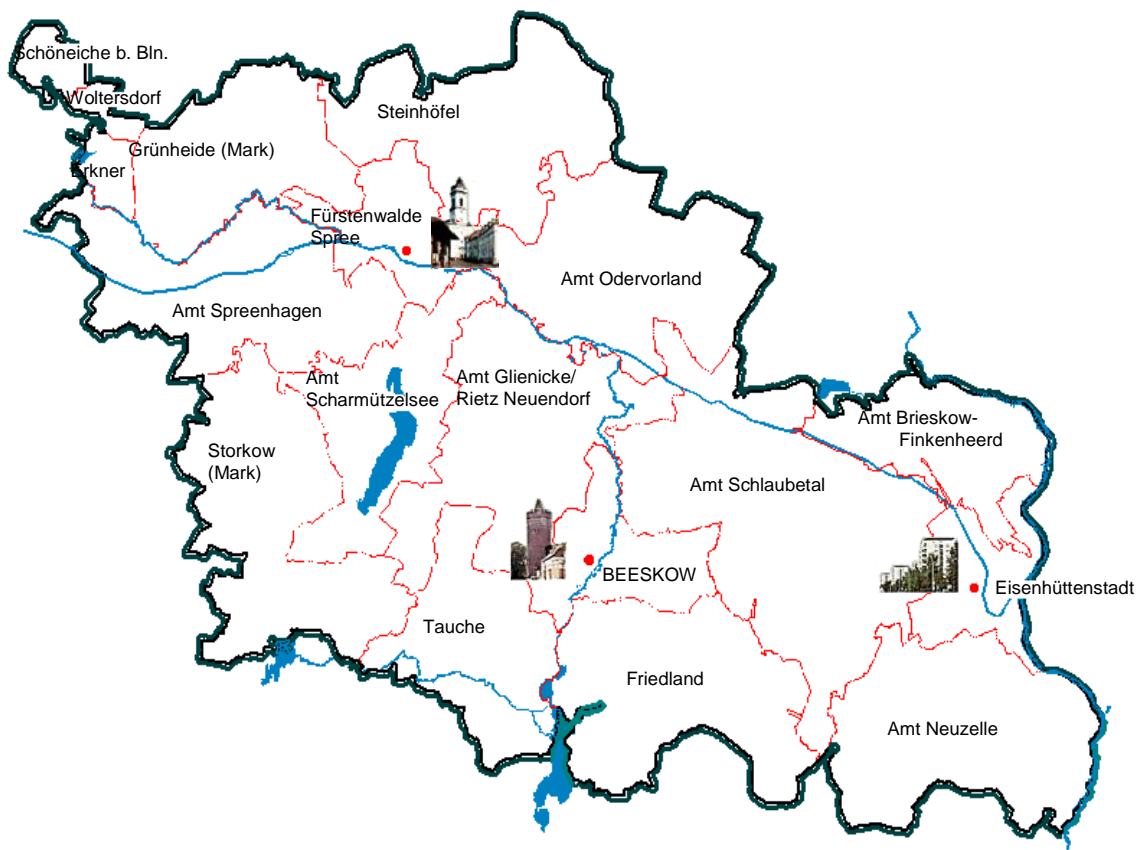 Schöneiche b. Bln.
Woltersdorf
Steinhöfel
Grünheide (Mark)
Erkner
Fürstenwalde
Spree
Amt Odervorland
Amt Spreenhagen
Amt
Scharmützelsee
Amt Glienicke/
Rietz Neuendorf
Amt Brieskow-
Finkenheerd
Storkow
(Mark)
Amt Schlaubetal
BEESKOW
Eisenhüttenstadt
Tauche
Friedland
Amt Neuzelle